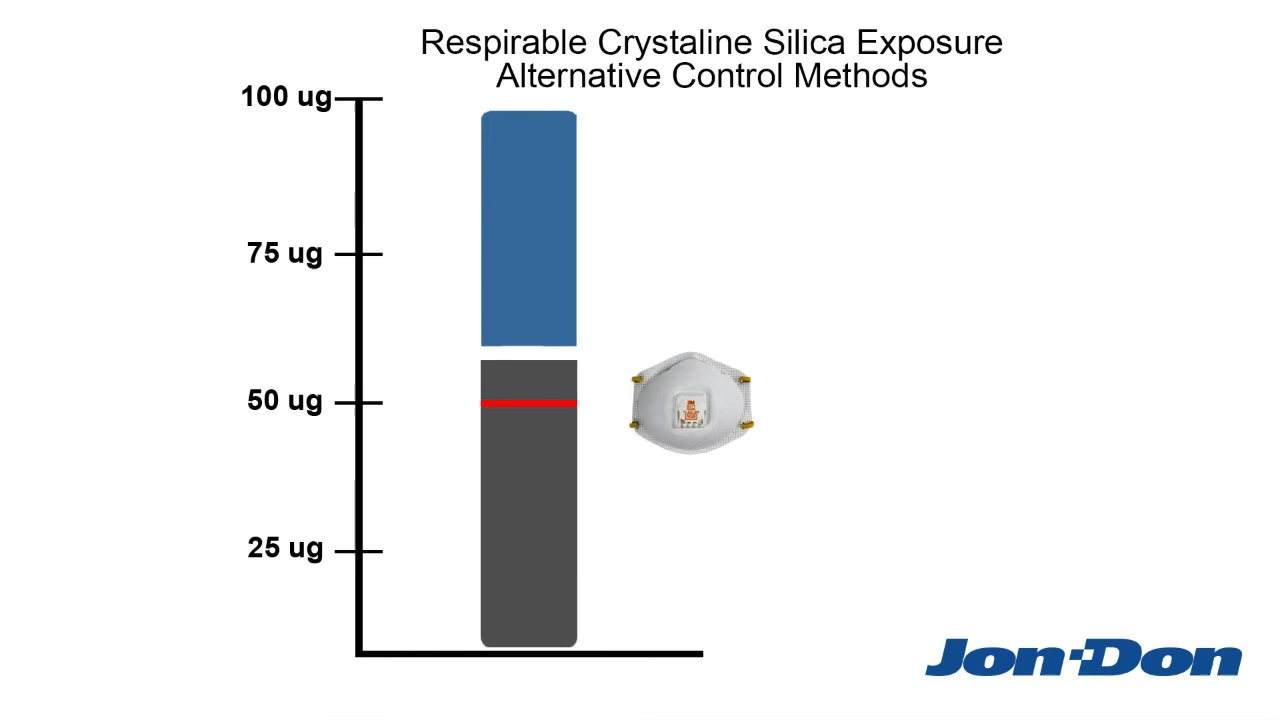 Respirable Crystaline Silica Exposure
Alternative Control Methods
100 ug
75 ug
50 ug
25 ug
Jon-Don